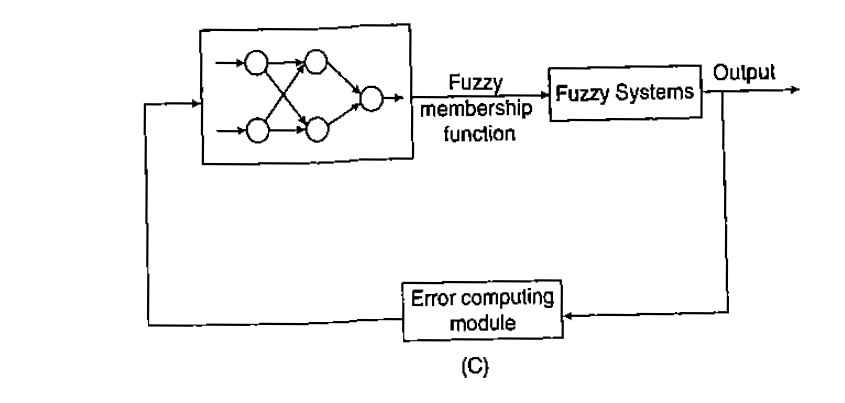 Fuzzy
membership
function
Fuzzy Systems
Output
Error computing
module
(C)